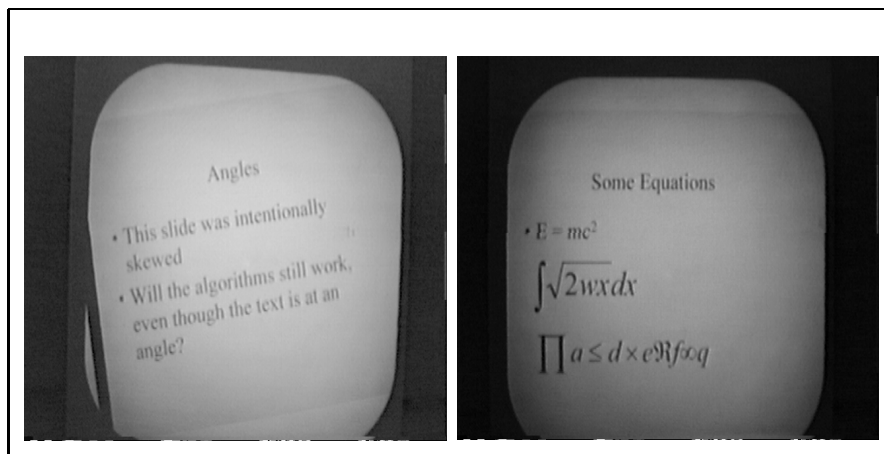 Angles
• This slide was intentionally
skewed
• Will the algorithms still work,
even though the text is at an
angle?
Some Equations
• E = mc²
∫√2wxdx
∏ a ≤ d × eℜf∞q